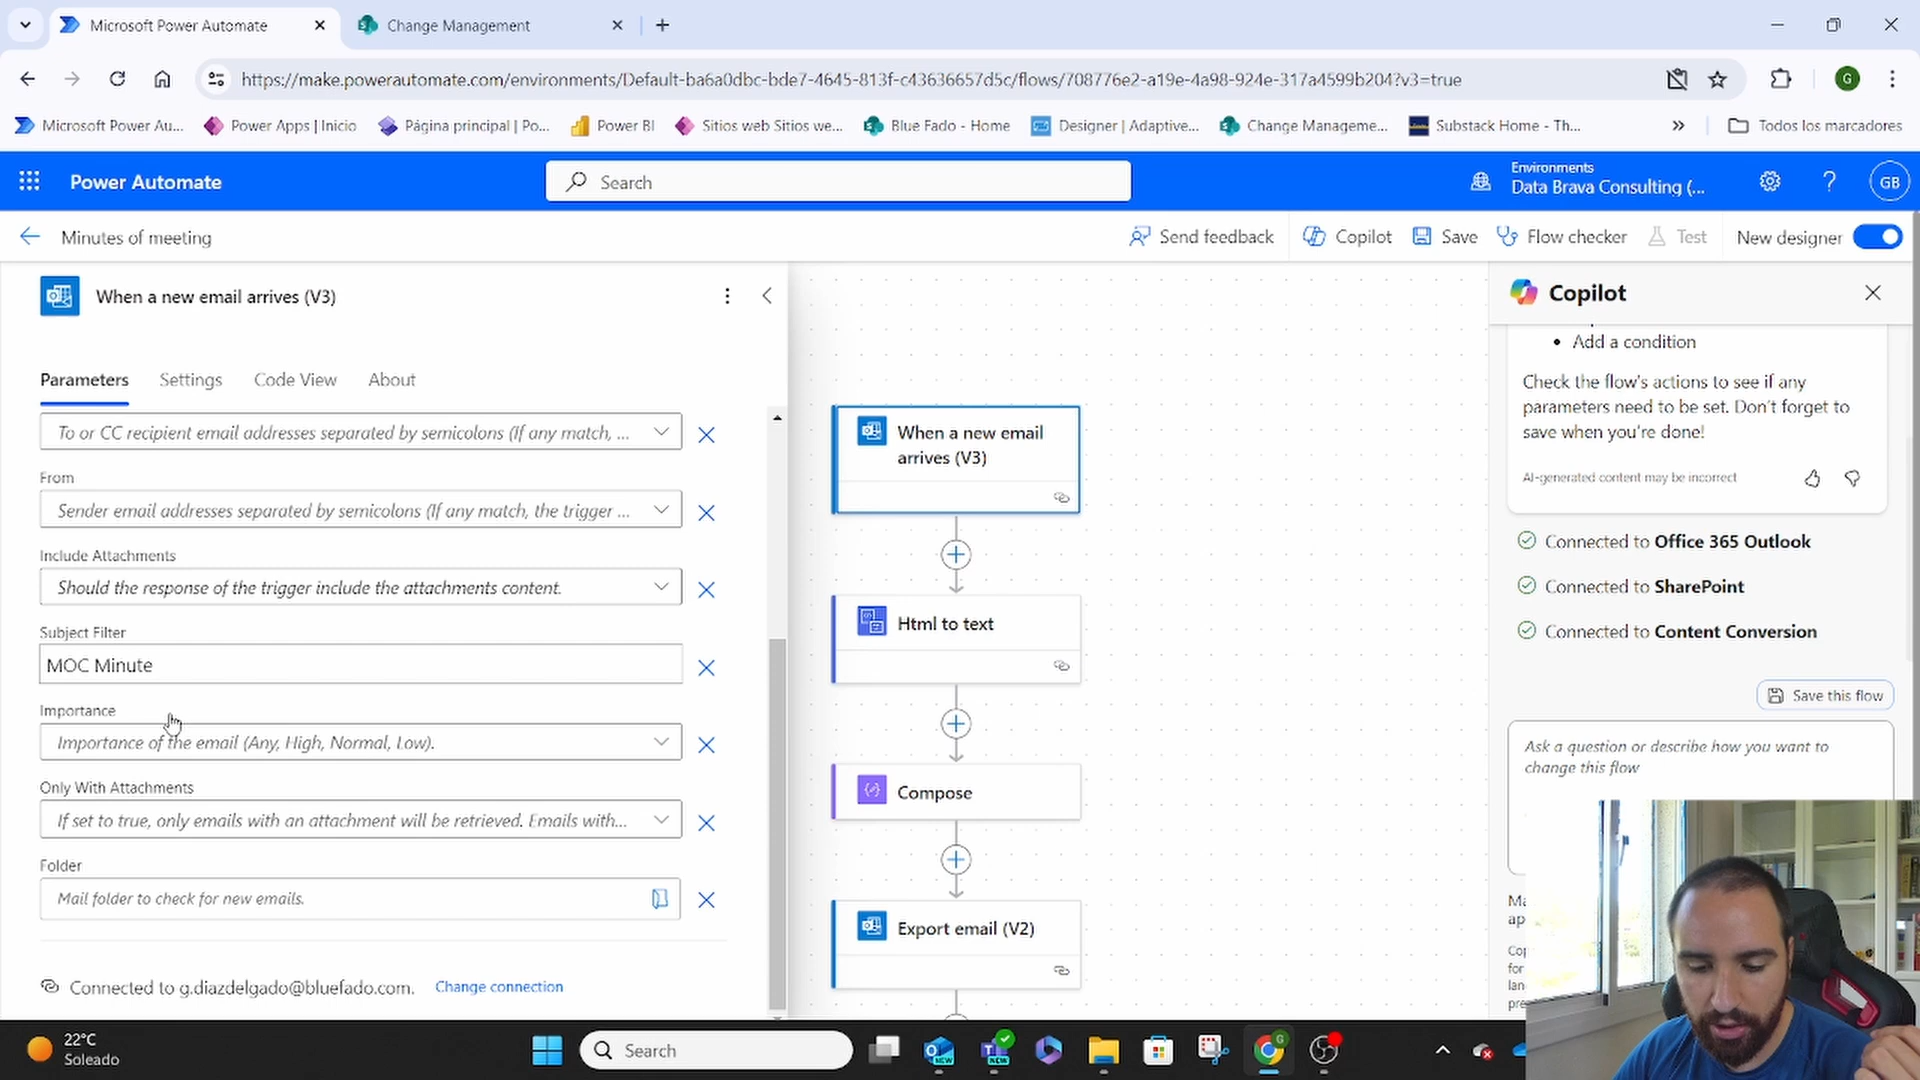 Microsoft Power Automate
Change Management
https://make.powerautomate.com/environments/Default-ba6a0dbc-bde7-4645-813f-c43636657d5c/flows/708776e2-a19e-4a98-924e-317a4599b204?v3=true
G
Microsoft Power Au...
Power Apps | Inicio
Página principal | Po...
Power BI
Sitios web Sitios we...
Blue Fado - Home
Designer | Adaptive...
Change Manageme...
Substack Home - Th...
Todos los marcadores
Power Automate
Search
Environments
Data Brava Consulting (...
GB
Minutes of meeting
Send feedback
Copilot
Save
Flow checker
Test
New designer
When a new email arrives (V3)
Parameters
Settings
Code View
About
To or CC recipient email addresses separated by semicolons (If any match, ...
From
Sender email addresses separated by semicolons (If any match, the trigger ...
Include Attachments
Should the response of the trigger include the attachments content.
Subject Filter
MOC Minute
Importance
Importance of the email (Any, High, Normal, Low).
Only With Attachments
If set to true, only emails with an attachment will be retrieved. Emails with...
Folder
Mail folder to check for new emails.
Connected to g.diazdelgado@bluefado.com.
Change connection
When a new email
arrives (V3)
Html to text
Compose
Export email (V2)
Copilot
• Add a condition
Check the flow's actions to see if any
parameters need to be set. Don't forget to
save when you're done!
AI-generated content may be incorrect
Connected to Office 365 Outlook
Connected to SharePoint
Connected to Content Conversion
Save this flow
Ask a question or describe how you want to
change this flow
22°C
Soleado
Search